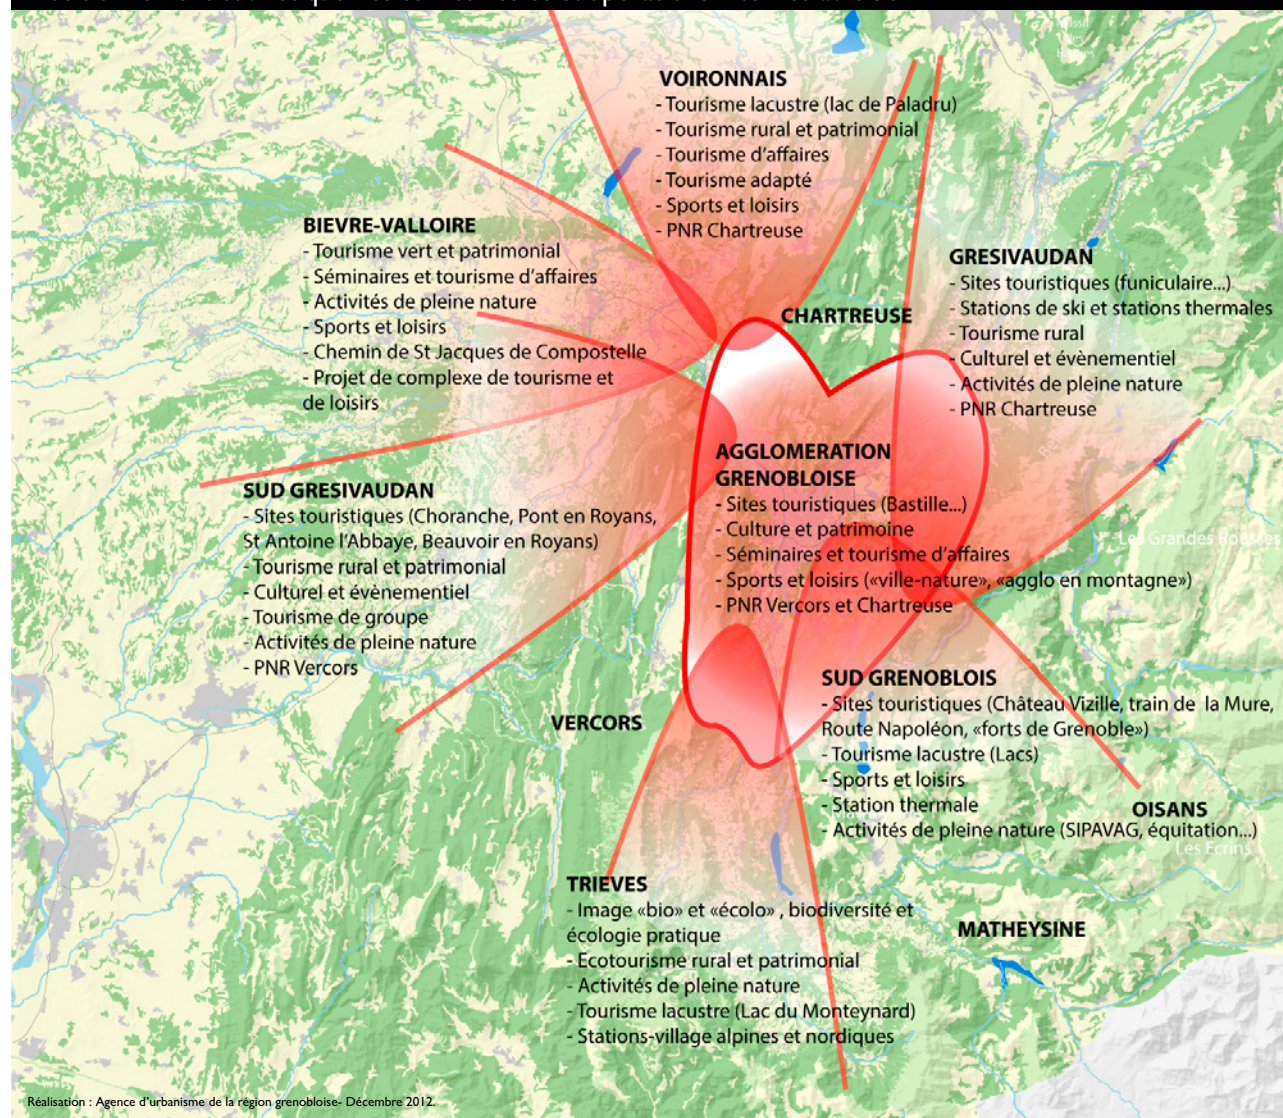 VOIRONNAIS
- Tourisme lacustre (lac de Paladru)
- Tourisme rural et patrimonial
- Tourisme d'affaires
- Tourisme adapté
- Sports et loisirs
- PNR Chartreuse
BIEVRE-VALLOIRE
- Tourisme vert et patrimonial
- Séminaires et tourisme d'affaires
- Activités de pleine nature
- Sports et loisirs
- Chemin de St Jacques de Compostelle
- Projet de complexe de tourisme et
de loisirs
GRESIVAUDAN
- Sites touristiques (funiculaire...)
- Stations de ski et stations thermales
- Tourisme rural
- Culturel et évènementiel
- Activités de pleine nature
- PNR Chartreuse
CHARTREUSE
AGGLOMERATION
GRENOBLOISE
- Sites touristiques (Bastille...)
- Culture et patrimoine
- Séminaires et tourisme d'affaires
- Sports et loisirs («ville-nature», «agglo en montagne»)
- PNR Vercors et Chartreuse
Les Grandes Rousses
SUD GRESIVAUDAN
- Sites touristiques (Choranche, Pont en Royans,
St Antoine l'Abbaye, Beauvoir en Royans)
- Tourisme rural et patrimonial
- Culturel et évènementiel
- Tourisme de groupe
- Activités de pleine nature
- PNR Vercors
VERCORS
SUD GRENOBLOIS
- Sites touristiques (Château Vizille, train de la Mure,
Route Napoléon, «forts de Grenoble»)
- Tourisme lacustre (Lacs)
- Sports et loisirs
- Station thermale
- Activités de pleine nature (SIPAVAG, équitation...)
OISANS
Les Ecrins
TRIEVES
- Image «bio» et «écolo» , biodiversité et
écologie pratique
- Ecotourisme rural et patrimonial
- Activités de pleine nature
- Tourisme lacustre (Lac du Monteynard)
- Stations-village alpines et nordiques
MATHEYSINE
Réalisation : Agence d'urbanisme de la région grenobloise- Décembre 2012.